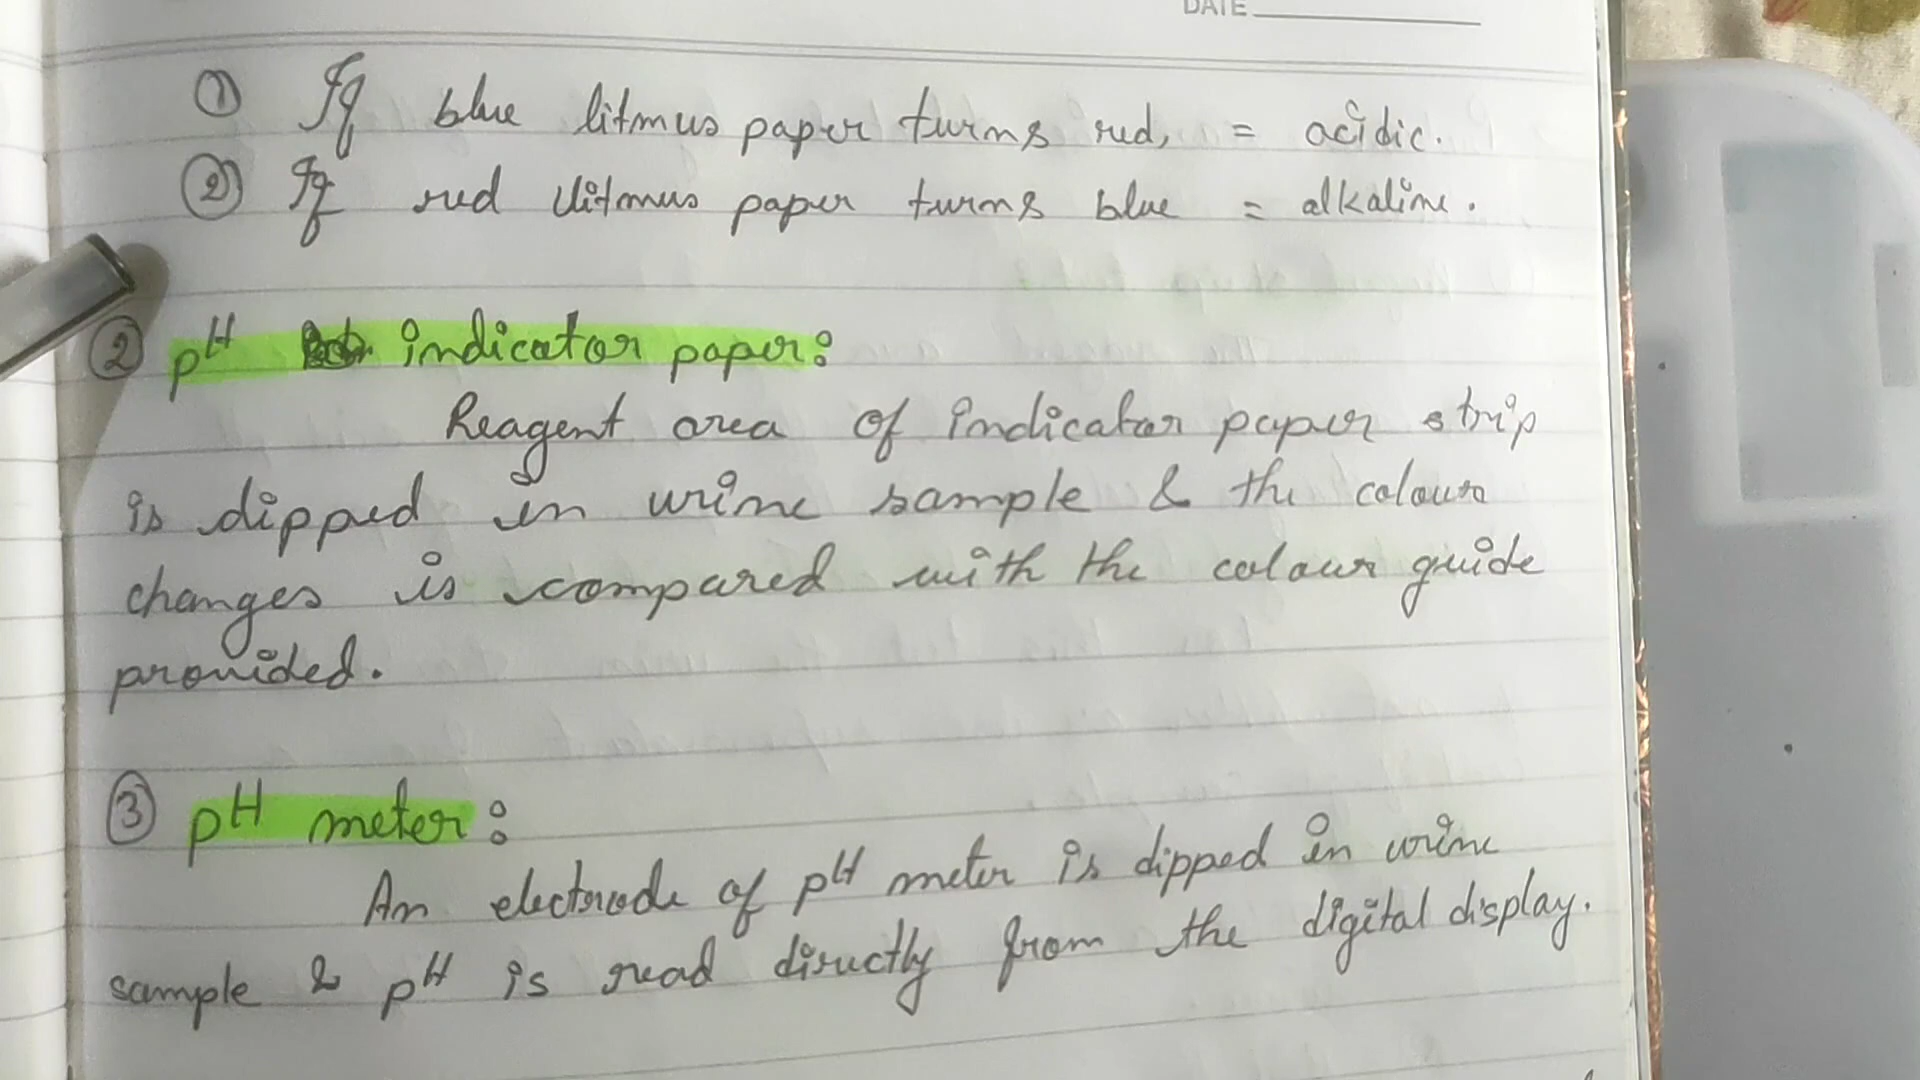 DATE
① If blue litmus paper turns red, = acidic.
② If red litmus paper turns blue = alkaline.
② pH indicator paper:
Reagent area of indicator paper strip
is dipped in urine sample & the colour
changes is compared with the colour guide
provided.
③ pH meter:
An electrode of pH meter is dipped in urine
sample & pH is read directly from the digital display.